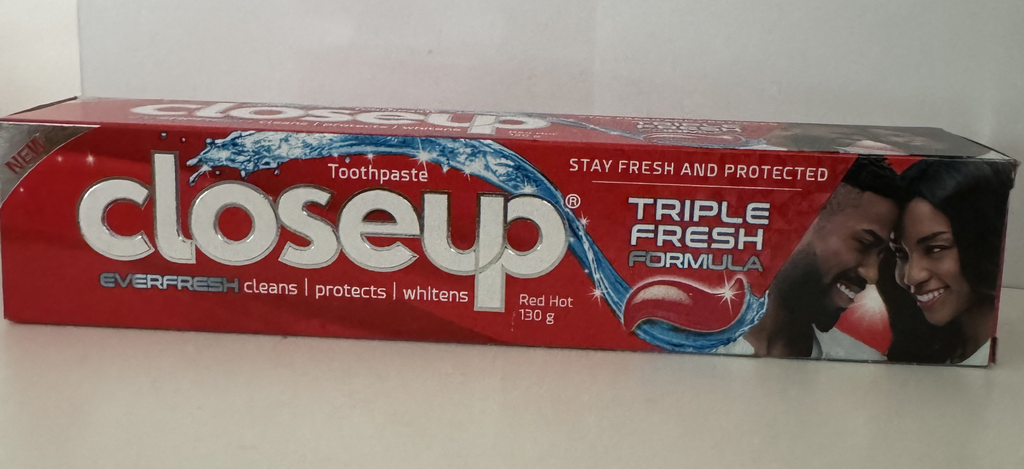 closeup
NEW
Toothpaste
closeup®
EVERFRESH cleans | protects | whitens
Red Hot
130 g
STAY FRESH AND PROTECTED
TRIPLE
FRESH
FORMULA